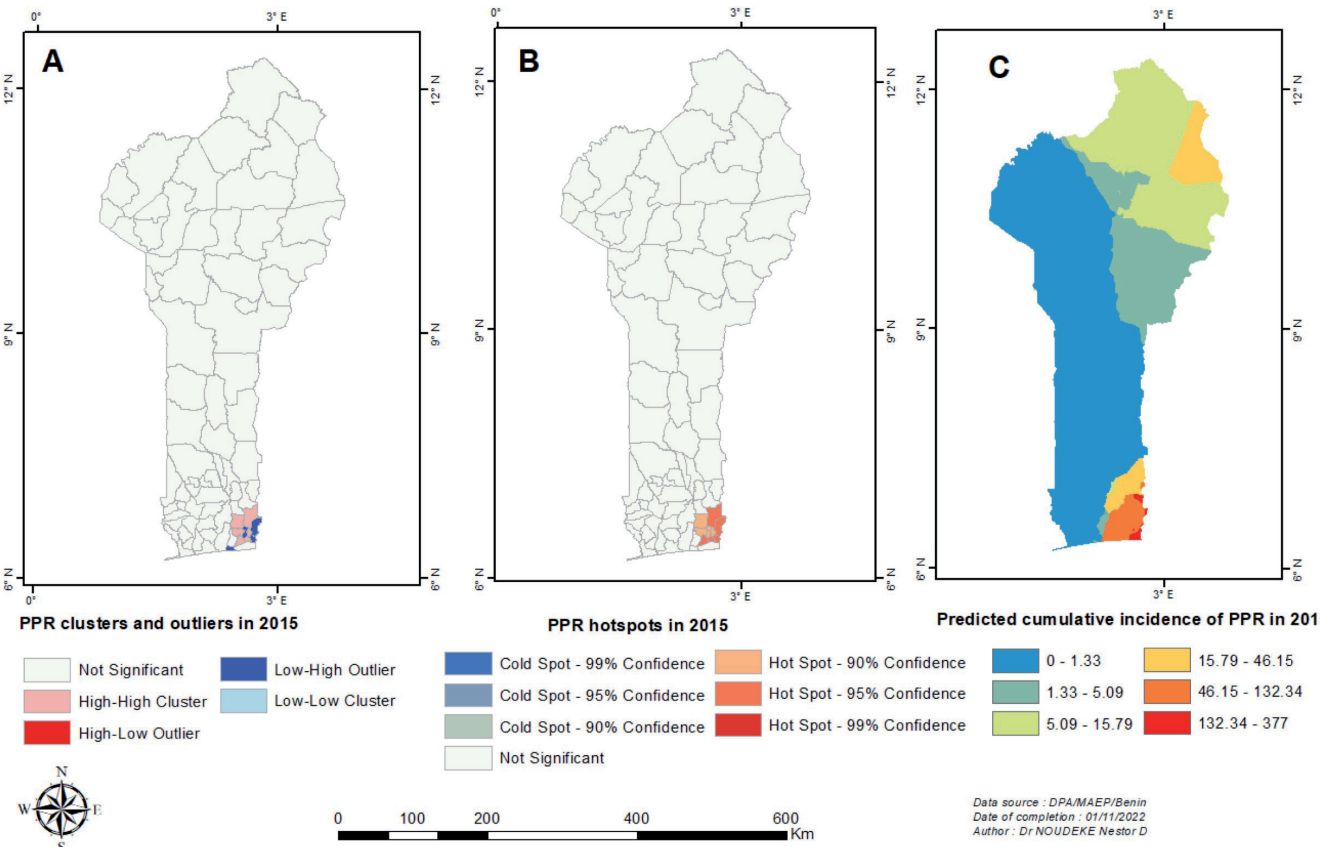 0° 3° E 0° 3° E 3° E
A B C
12° N 12° N 12° N 12° N 12° N
9° N 9° N 9° N 9° N 9° N
6° N 6° N 6° N 6° N 6° N
0° 3° E 0° 3° E 3° E
PPR clusters and outliers in 2015
Not Significant
High-High Cluster
High-Low Outlier
Low-High Outlier
Low-Low Cluster
PPR hotspots in 2015
Cold Spot - 99% Confidence
Cold Spot - 95% Confidence
Cold Spot - 90% Confidence
Not Significant
Hot Spot - 90% Confidence
Hot Spot - 95% Confidence
Hot Spot - 99% Confidence
Predicted cumulative incidence of PPR in 201
0 - 1.33
1.33 - 5.09
5.09 - 15.79
15.79 - 46.15
46.15 - 132.34
132.34 - 377
N
W E
S
0 100 200 400 600
Km
Data source : DPA/MAEP/Benin
Date of completion : 01/11/2022
Author : Dr NOUDEKE Nestor D